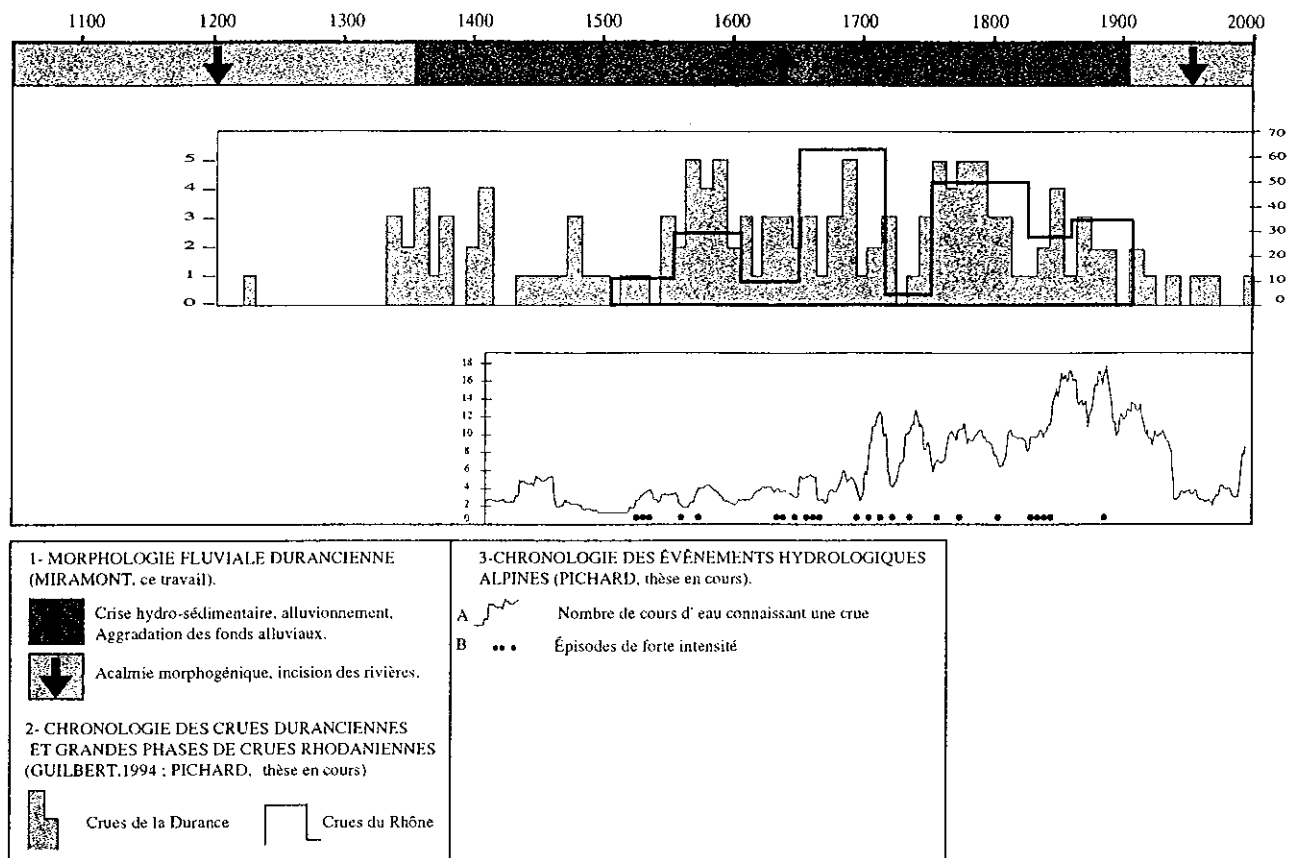 1100 1200 1300 1400 1500 1600 1700 1800 1900 2000
70
5 60
4 50
40
3 30
2 20
1 10
0 0
18
16
14
12
10
8
6
4
2
0
1- MORPHOLOGIE FLUVIALE DURANCIENNE
(MIRAMONT, ce travail).
Crise hydro-sédimentaire, alluvionnement,
Aggradation des fonds alluviaux.
Acalmie morphogénique, incision des rivières.
2- CHRONOLOGIE DES CRUES DURANCIENNES
ET GRANDES PHASES DE CRUES RHODANIENNES
(GUILBERT,1994 ; PICHARD, thèse en cours)
Crues de la Durance Crues du Rhône
3-CHRONOLOGIE DES ÉVÊNEMENTS HYDROLOGIQUES
ALPINES (PICHARD, thèse en cours).
A Nombre de cours d' eau connaissant une crue
B Épisodes de forte intensité